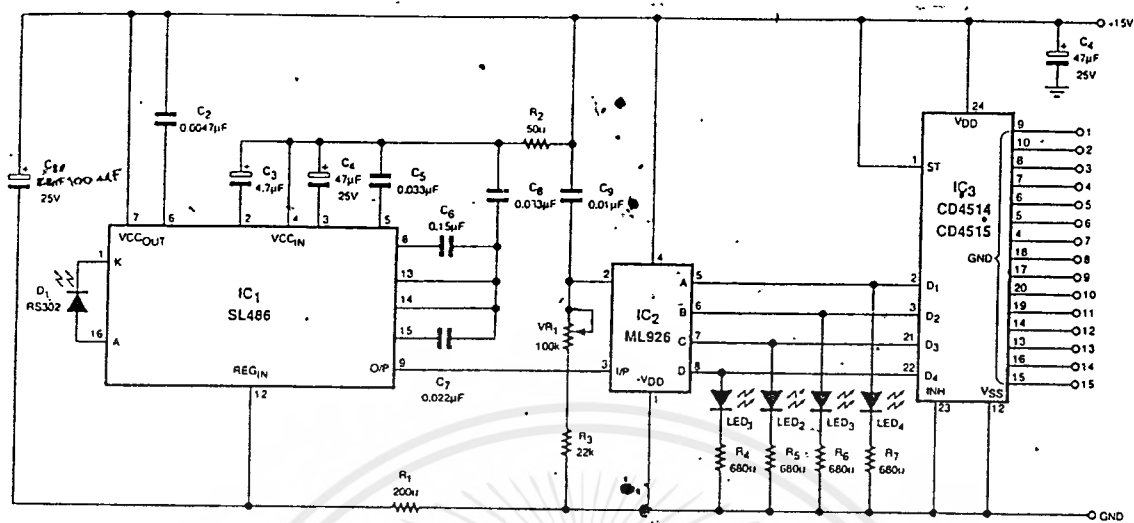 +15V
C4
47µF
25V
C2
0.0047µF
R2
50Ω
24
VDD
9
1
10
2
8
3
7
4
6
5
5
6
4
7
18
8
17
9
20
10
19
11
14
12
13
13
16
14
15
15
1
ST
IC3
CD4514
CD4515
GND
25V
C3
4.7µF
C4
47µF
25V
C5
0.033µF
C8
0.033µF
C9
0.01µF
7
6
2
4
3
5
VCCOUT
VCCIN
C6
0.15µF
6
13
14
15
9
O/P
1
K
D1
RS302
16
A
IC1
SL486
REGIN
12
C7
0.022µF
2
4
VR1
100k
IC2
ML926
3
I/P
-VDD
1
A
5
B
6
C
7
D
8
2
D1
3
D2
21
D3
22
D4
INH
23
VSS
12
LED1
LED2
LED3
LED4
R3
22k
R4
680Ω
R5
680Ω
R6
680Ω
R7
680Ω
R1
200Ω
GND